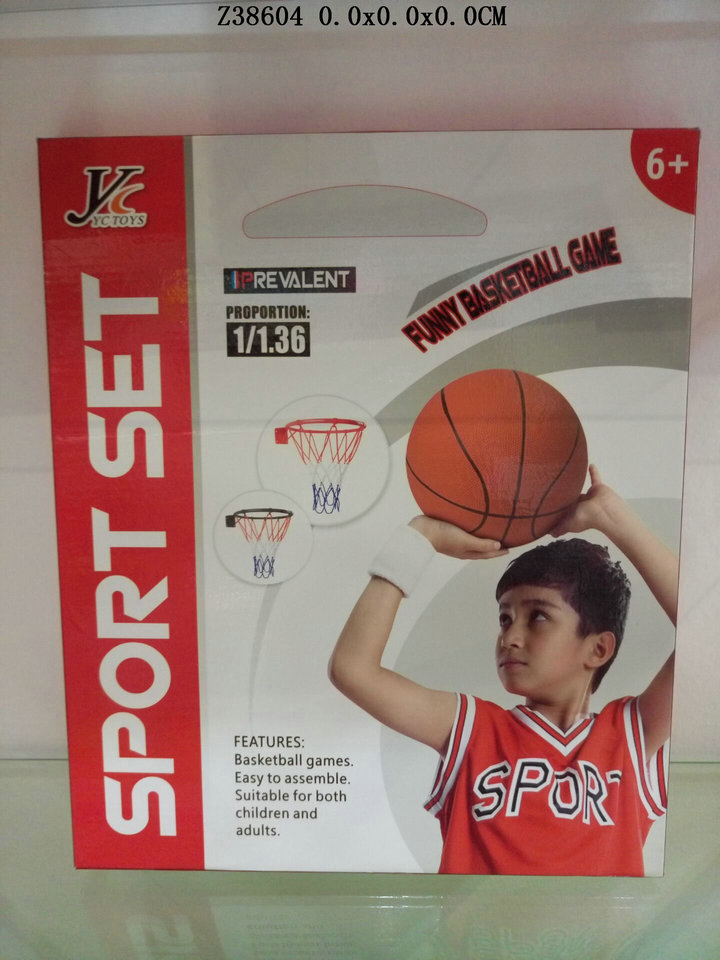 Z38604 0.0x0.0x0.0CM
6+
YC
YC TOYS
SPORT SET
PREVALENT
PROPORTION:
1/1.36
FUNNY BASKETBALL GAME
SPORT
FEATURES:
Basketball games.
Easy to assemble.
Suitable for both
children and
adults.